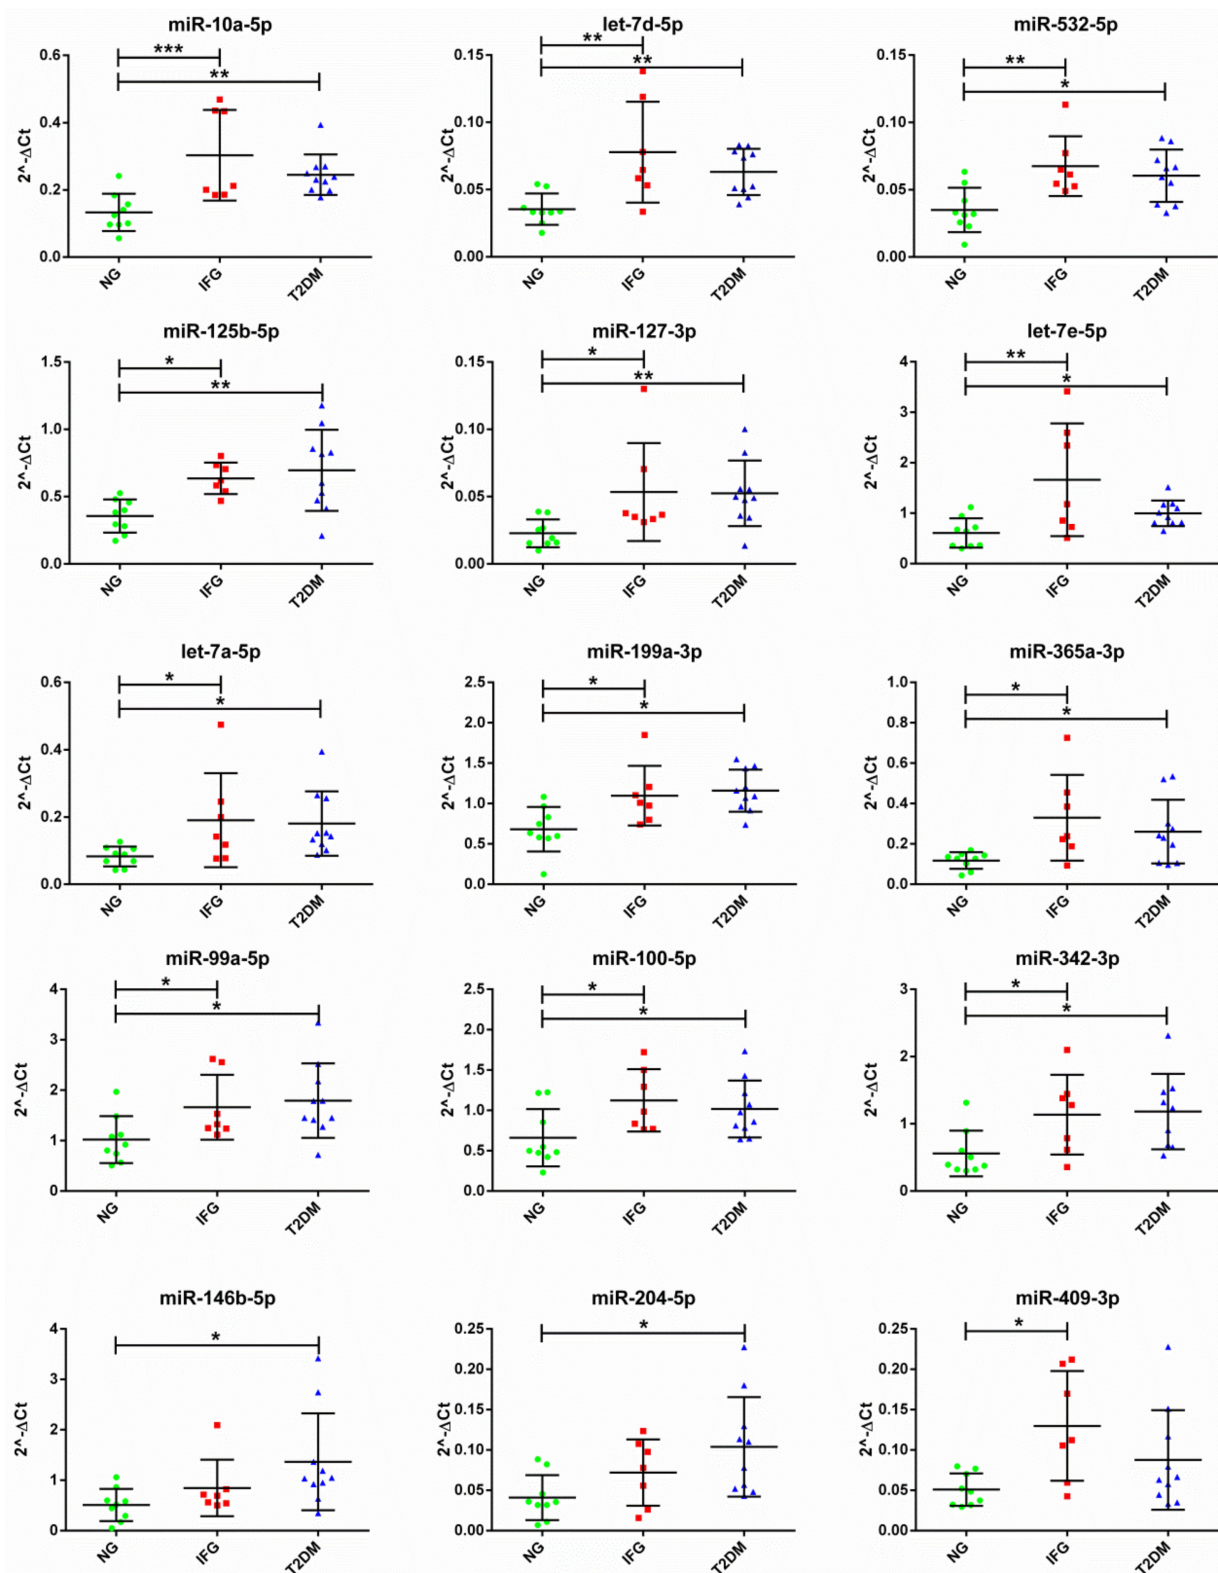 miR-10a-5p
***
**
2^-ΔCt
0.6
0.4
0.2
0.0
NG
IFG
T2DM
let-7d-5p
**
**
2^-ΔCt
0.15
0.10
0.05
0.00
NG
IFG
T2DM
miR-532-5p
**
*
2^-ΔCt
0.15
0.10
0.05
0.00
NG
IFG
T2DM
miR-125b-5p
*
**
2^-ΔCt
1.5
1.0
0.5
0.0
NG
IFG
T2DM
miR-127-3p
*
**
2^-ΔCt
0.15
0.10
0.05
0.00
NG
IFG
T2DM
let-7e-5p
**
*
2^-ΔCt
4
3
2
1
0
NG
IFG
T2DM
let-7a-5p
*
*
2^-ΔCt
0.6
0.4
0.2
0.0
NG
IFG
T2DM
miR-199a-3p
*
*
2^-ΔCt
2.5
2.0
1.5
1.0
0.5
0.0
NG
IFG
T2DM
miR-365a-3p
*
*
2^-ΔCt
1.0
0.8
0.6
0.4
0.2
0.0
NG
IFG
T2DM
miR-99a-5p
*
*
2^-ΔCt
4
3
2
1
0
NG
IFG
T2DM
miR-100-5p
*
*
2^-ΔCt
2.5
2.0
1.5
1.0
0.5
0.0
NG
IFG
T2DM
miR-342-3p
*
*
2^-ΔCt
3
2
1
0
NG
IFG
T2DM
miR-146b-5p
*
2^-ΔCt
4
3
2
1
0
NG
IFG
T2DM
miR-204-5p
*
2^-ΔCt
0.25
0.20
0.15
0.10
0.05
0.00
NG
IFG
T2DM
miR-409-3p
*
2^-ΔCt
0.25
0.20
0.15
0.10
0.05
0.00
NG
IFG
T2DM